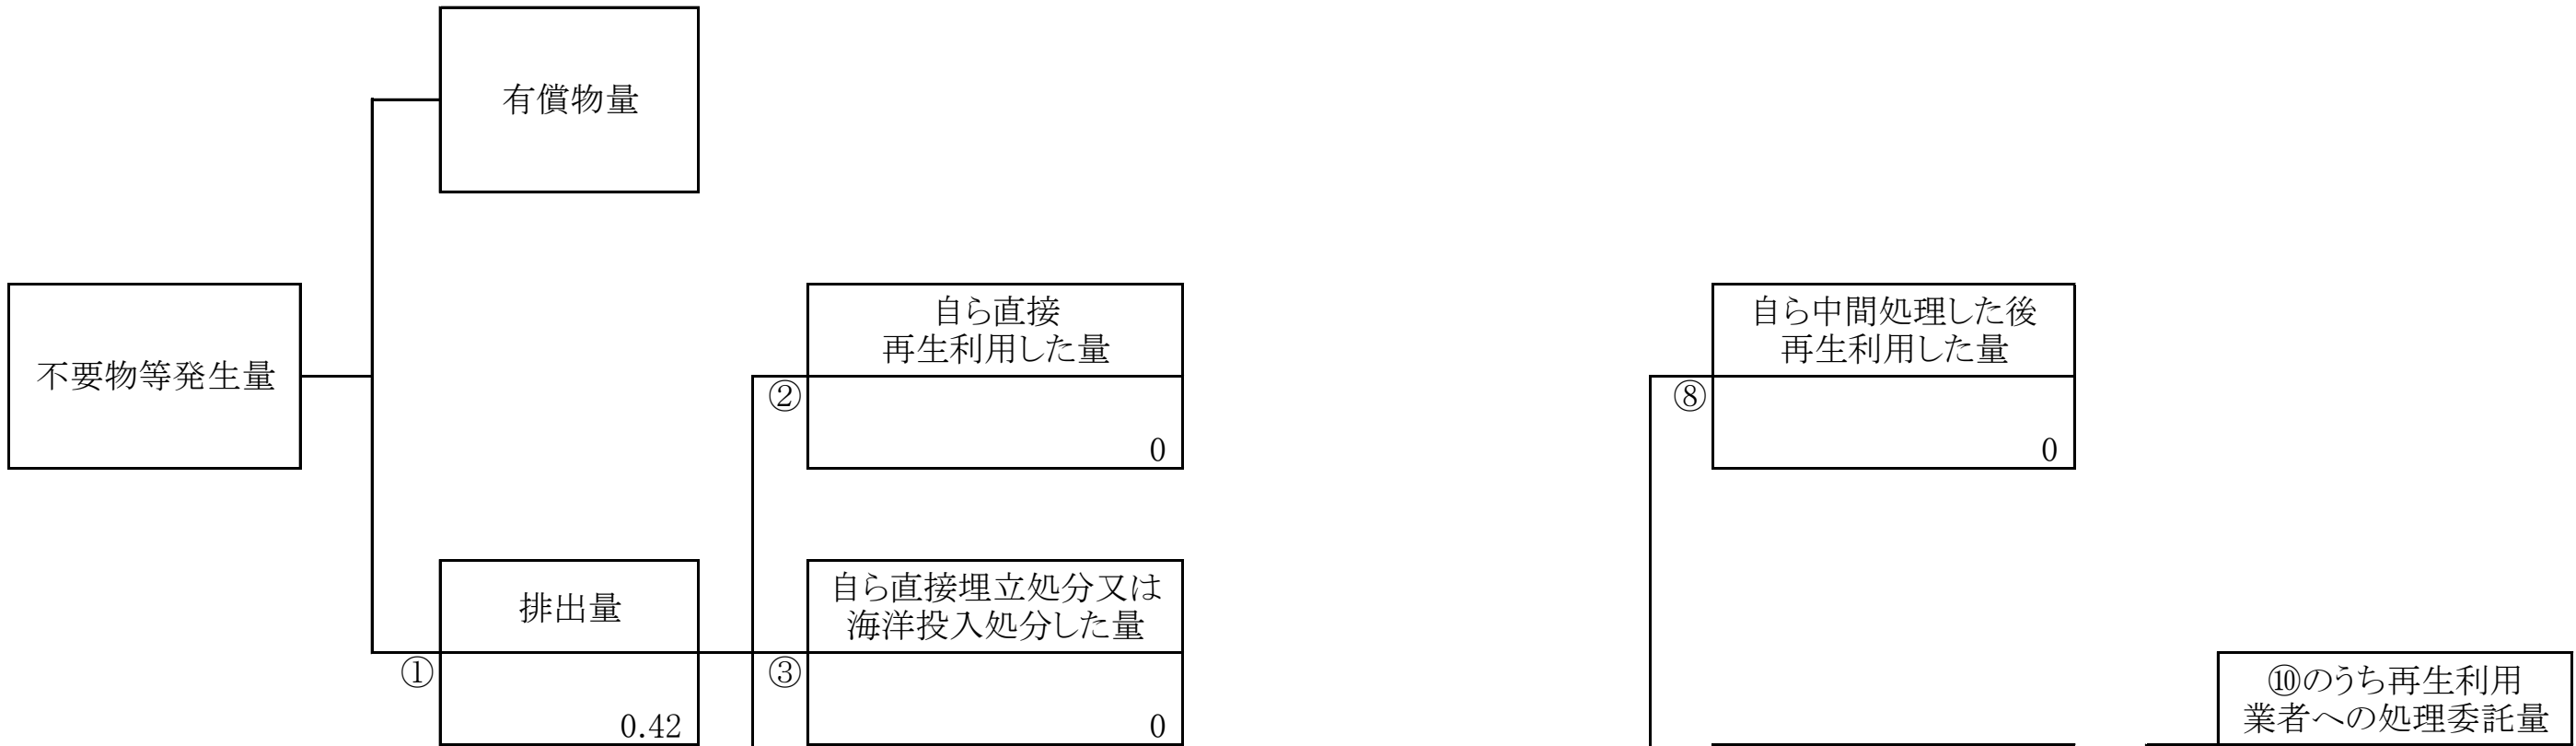 有償物量
不要物等発生量
自ら直接
再生利用した量
②
0
自ら中間処理した後
再生利用した量
⑧
0
排出量
①
0.42
自ら直接埋立処分又は
海洋投入処分した量
③
0
⑩のうち再生利用
業者への処理委託量